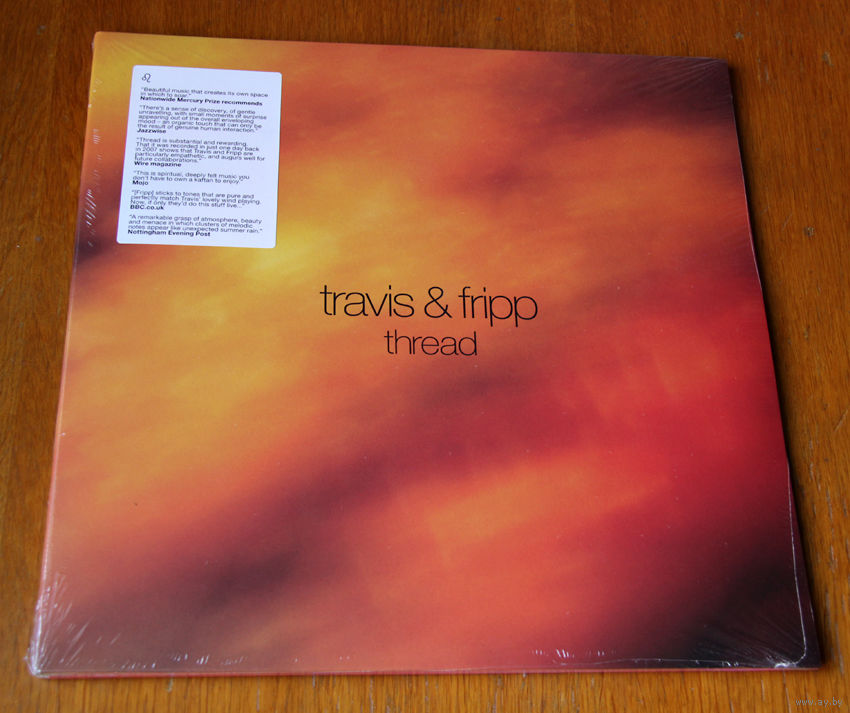 "Beautiful music that creates its own space
in which to soar."
Nationwide Mercury Prize recommends
"There's a sense of discovery, of gentle
unravelling, with small moments of surprise
appearing out of the overall enveloping
mood – an organic touch that can only be
the result of genuine human interaction."
Jazzwise
"Thread is substantial and rewarding.
That it was recorded in just one day back
in 2007 shows that Travis and Fripp are
particularly empathetic, and augurs well for
future collaborations."
Wire magazine
"This is spiritual, deeply felt music you
don't have to own a kaftan to enjoy."
Mojo
"[Fripp] sticks to tones that are pure and
perfectly match Travis' lovely wind playing.
Now, if only they'd do this stuff live..."
BBC.co.uk
"A remarkable grasp of atmosphere, beauty
and menace in which clusters of melodic
notes appear like unexpected summer rain."
Nottingham Evening Post
travis & fripp
thread
www.ay.by